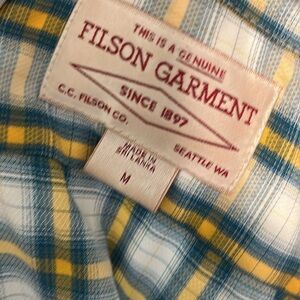 THIS IS A GENUINE
FILSON GARMENT
SINCE 1897
C.C. FILSON CO.
SEATTLE WA
MADE IN
SRI LANKA
M